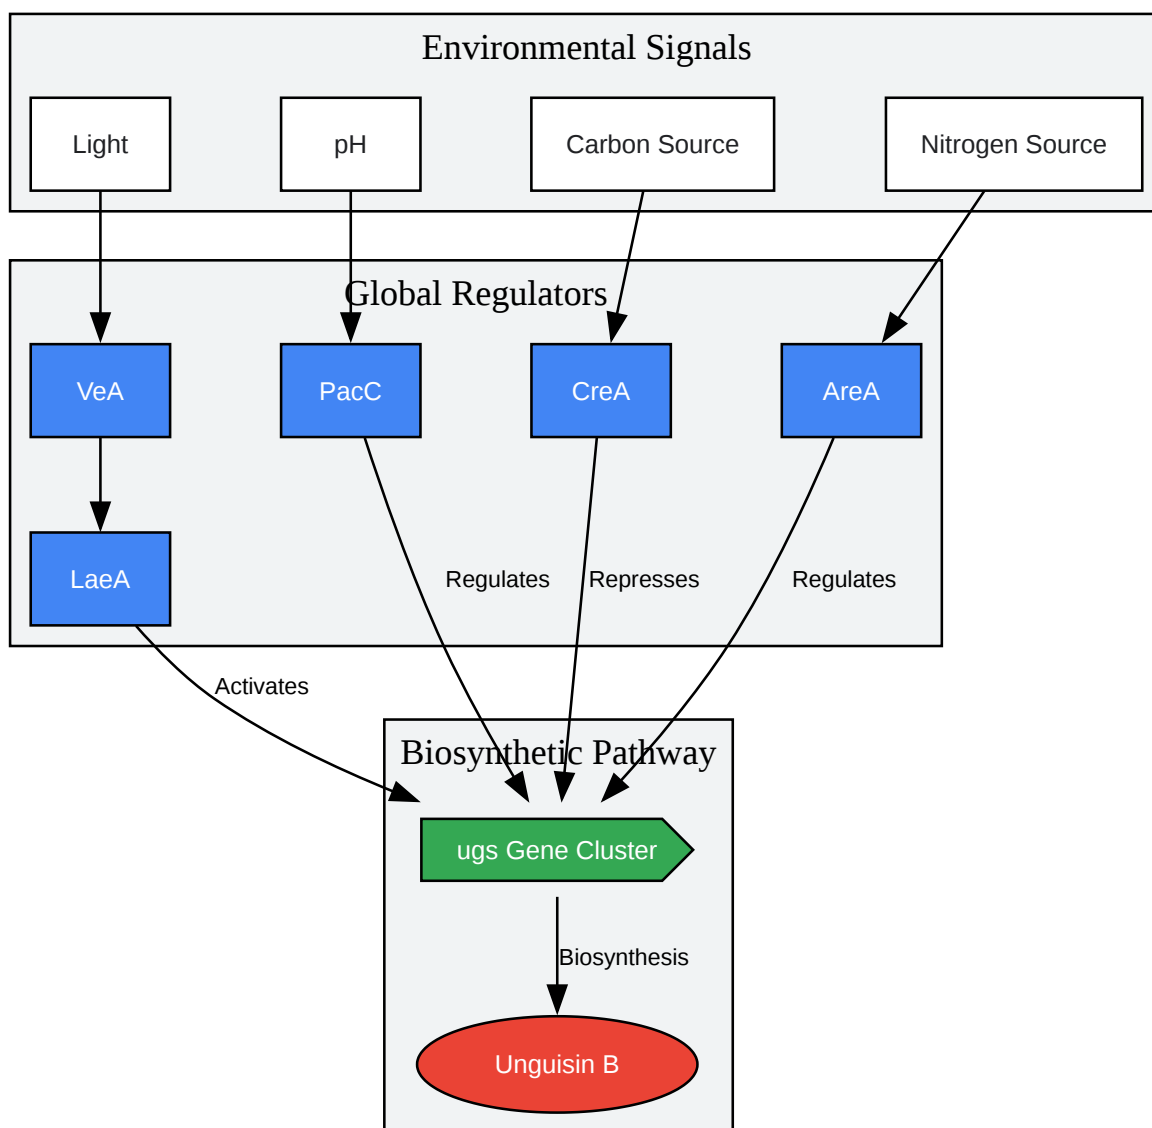 Environmental Signals
Light
pH
Carbon Source
Nitrogen Source
Global Regulators
VeA
PacC
CreA
AreA
LaeA
Regulates
Represses
Regulates
Activates
Biosynthetic Pathway
ugs Gene Cluster
Biosynthesis
Unguisin B